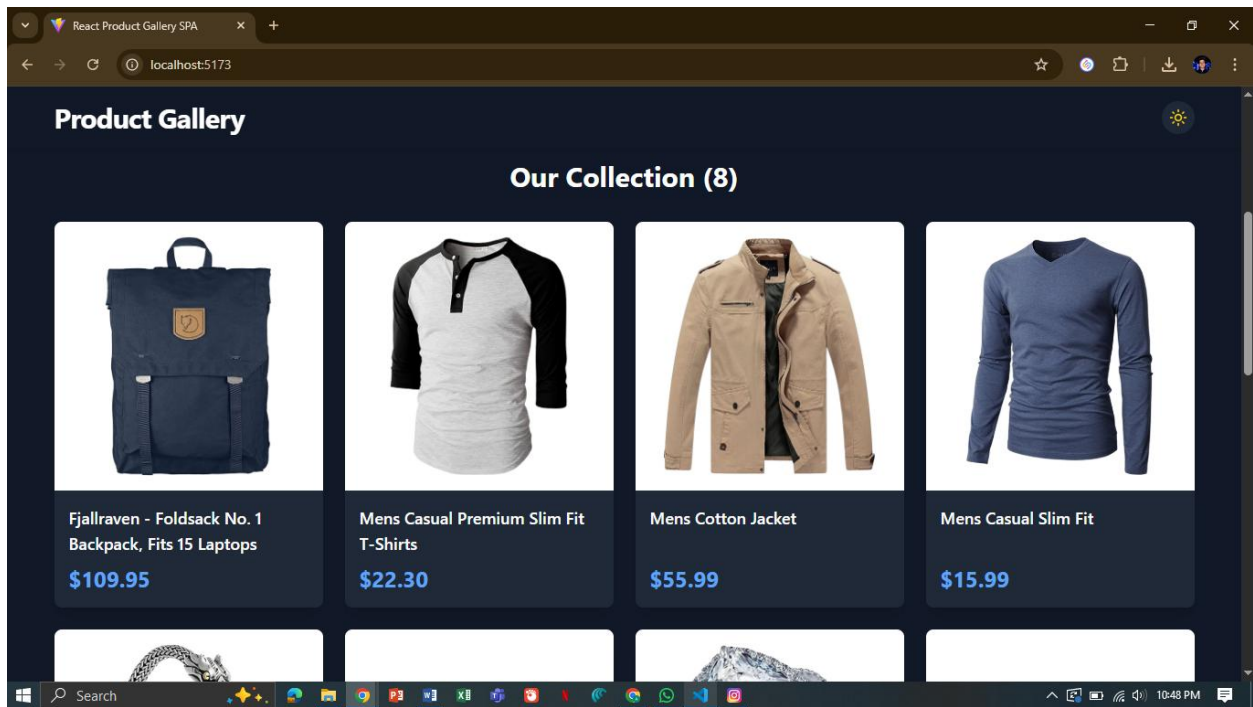 React Product Gallery SPA
localhost:5173
Product Gallery
Our Collection (8)
Fjallraven - Foldsack No. 1
Backpack, Fits 15 Laptops
$109.95
Mens Casual Premium Slim Fit
T-Shirts
$22.30
Mens Cotton Jacket
$55.99
Mens Casual Slim Fit
$15.99
Search
10:48 PM